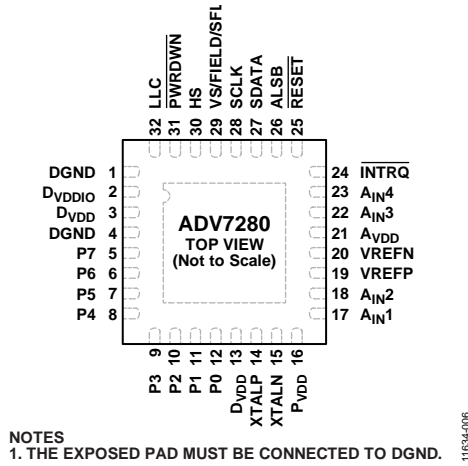 32 LLC
31 PWRDWN
30 HS
29 VS/FIELD/SFL
28 SCLK
27 SDATA
26 ALSB
25 RESET
DGND 1
DVDDIO 2
DVDD 3
DGND 4
P7 5
P6 6
P5 7
P4 8
ADV7280
TOP VIEW
(Not to Scale)
24 INTRQ
23 AIN4
22 AIN3
21 AVDD
20 VREFN
19 VREFP
18 AIN2
17 AIN1
P3 9
P2 10
P1 11
P0 12
DVDD 13
XTALP 14
XTALN 15
PVDD 16
NOTES
1. THE EXPOSED PAD MUST BE CONNECTED TO DGND.
11634-006